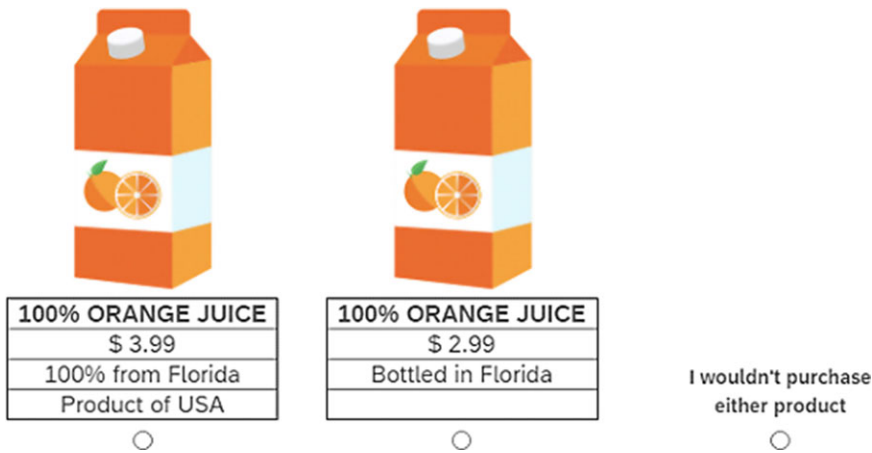 100% ORANGE JUICE
$ 3.99
100% from Florida
Product of USA
100% ORANGE JUICE
$ 2.99
Bottled in Florida
I wouldn't purchase
either product